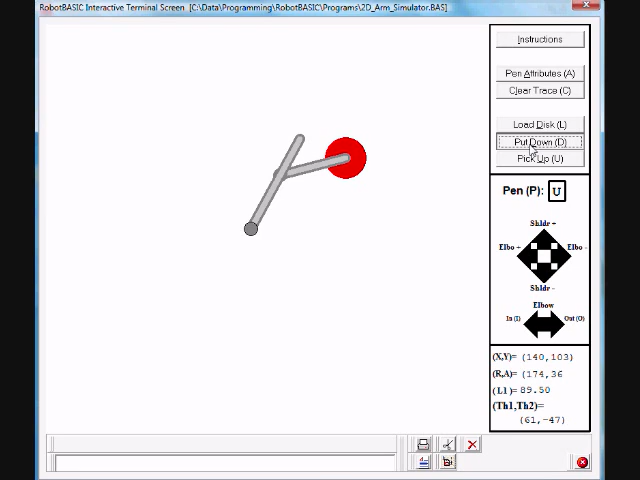 RobotBASIC Interactive Terminal Screen [C:\Data\Programming\RobotBASIC\Programs\2D_Arm_Simulator.BAS]
Instructions
Pen Attributes (A)
Clear Trace (C)
Load Disk (L)
Put Down (D)
Pick Up (U)
Pen (P): U
Shldr +
Elbo + Elbo -
Shldr -
Elbow
In (I) Out (O)
(X,Y)= (140,103)
(R,A)= (174,36
(L1)= 89.50
(Th1,Th2)=
(61,-47)